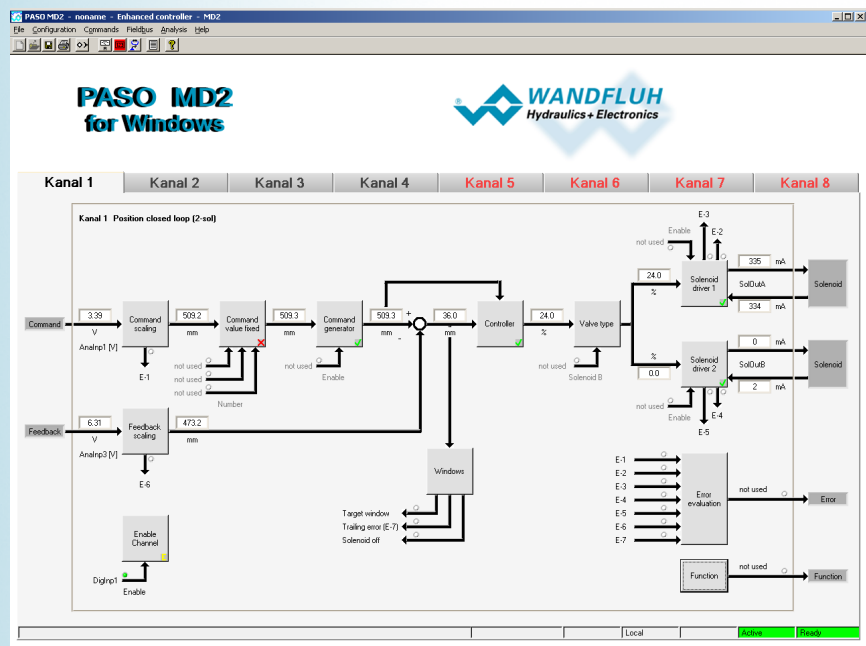 PASO MD2 - noname - Enhanced controller - MD2
File Configuration Commands Fieldbus Analysis Help
PASO MD2
for Windows
® WANDFLUH
Hydraulics + Electronics
Kanal 1 Kanal 2 Kanal 3 Kanal 4 Kanal 5 Kanal 6 Kanal 7 Kanal 8
Kanal 1 Position closed loop (2-sol)
Command
3.39
V
AnaInp1 [V]
Command
scaling
E-1
509.2
mm
Command
value fixed
not used
not used
not used
Number
509.3
mm
Command
generator
not used
Enable
509.3
mm
+
-
36.0
mm
Controller
24.0
%
Valve type
not used
Solenoid B
24.0
%
E-3
Enable
E-2
not used
Solenoid
driver 1
335 mA
SolOutA
334 mA
Solenoid
%
0.0
Solenoid
driver 2
not used
Enable
E-4
E-5
0 mA
SolOutB
2 mA
Solenoid
Feedback
6.31
V
AnaInp3 [V]
Feedback
scaling
E-6
473.2
mm
Windows
Target window
Trailing error (E-7)
Solenoid off
E-1
E-2
E-3
E-4
E-5
E-6
E-7
Error
evaluation
not used
Error
Enable
Channel
DigInp1
Enable
Function
not used
Function
Local
Active
Ready